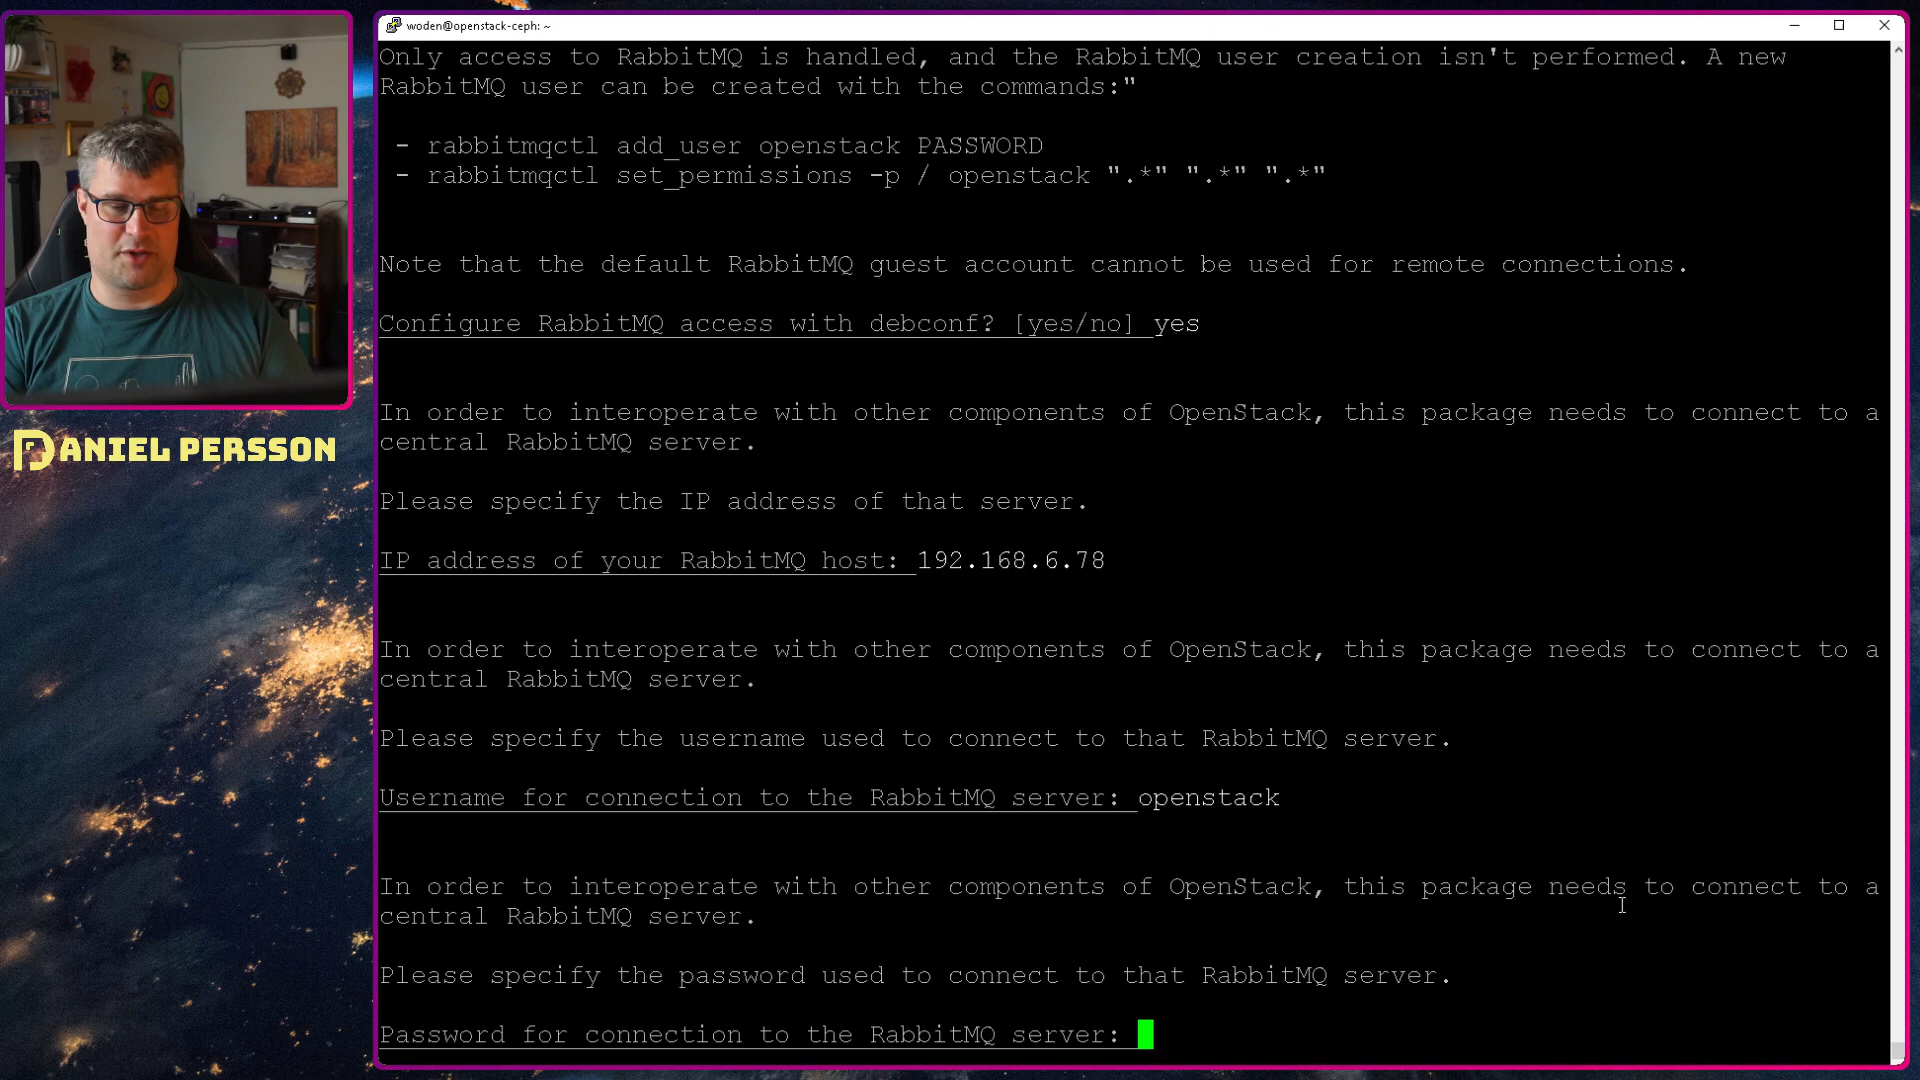 woden@openstack-ceph: ~
Only access to RabbitMQ is handled, and the RabbitMQ user creation isn't performed. A new
RabbitMQ user can be created with the commands:"
- rabbitmqctl add_user openstack PASSWORD
- rabbitmqctl set_permissions -p / openstack ".*" ".*" ".*"
Note that the default RabbitMQ guest account cannot be used for remote connections.
Configure RabbitMQ access with debconf? [yes/no] yes
In order to interoperate with other components of OpenStack, this package needs to connect to a
central RabbitMQ server.
Please specify the IP address of that server.
IP address of your RabbitMQ host: 192.168.6.78
In order to interoperate with other components of OpenStack, this package needs to connect to a
central RabbitMQ server.
Please specify the username used to connect to that RabbitMQ server.
Username for connection to the RabbitMQ server: openstack
In order to interoperate with other components of OpenStack, this package needs to connect to a
central RabbitMQ server.
Please specify the password used to connect to that RabbitMQ server.
Password for connection to the RabbitMQ server:
DANIEL PERSSON